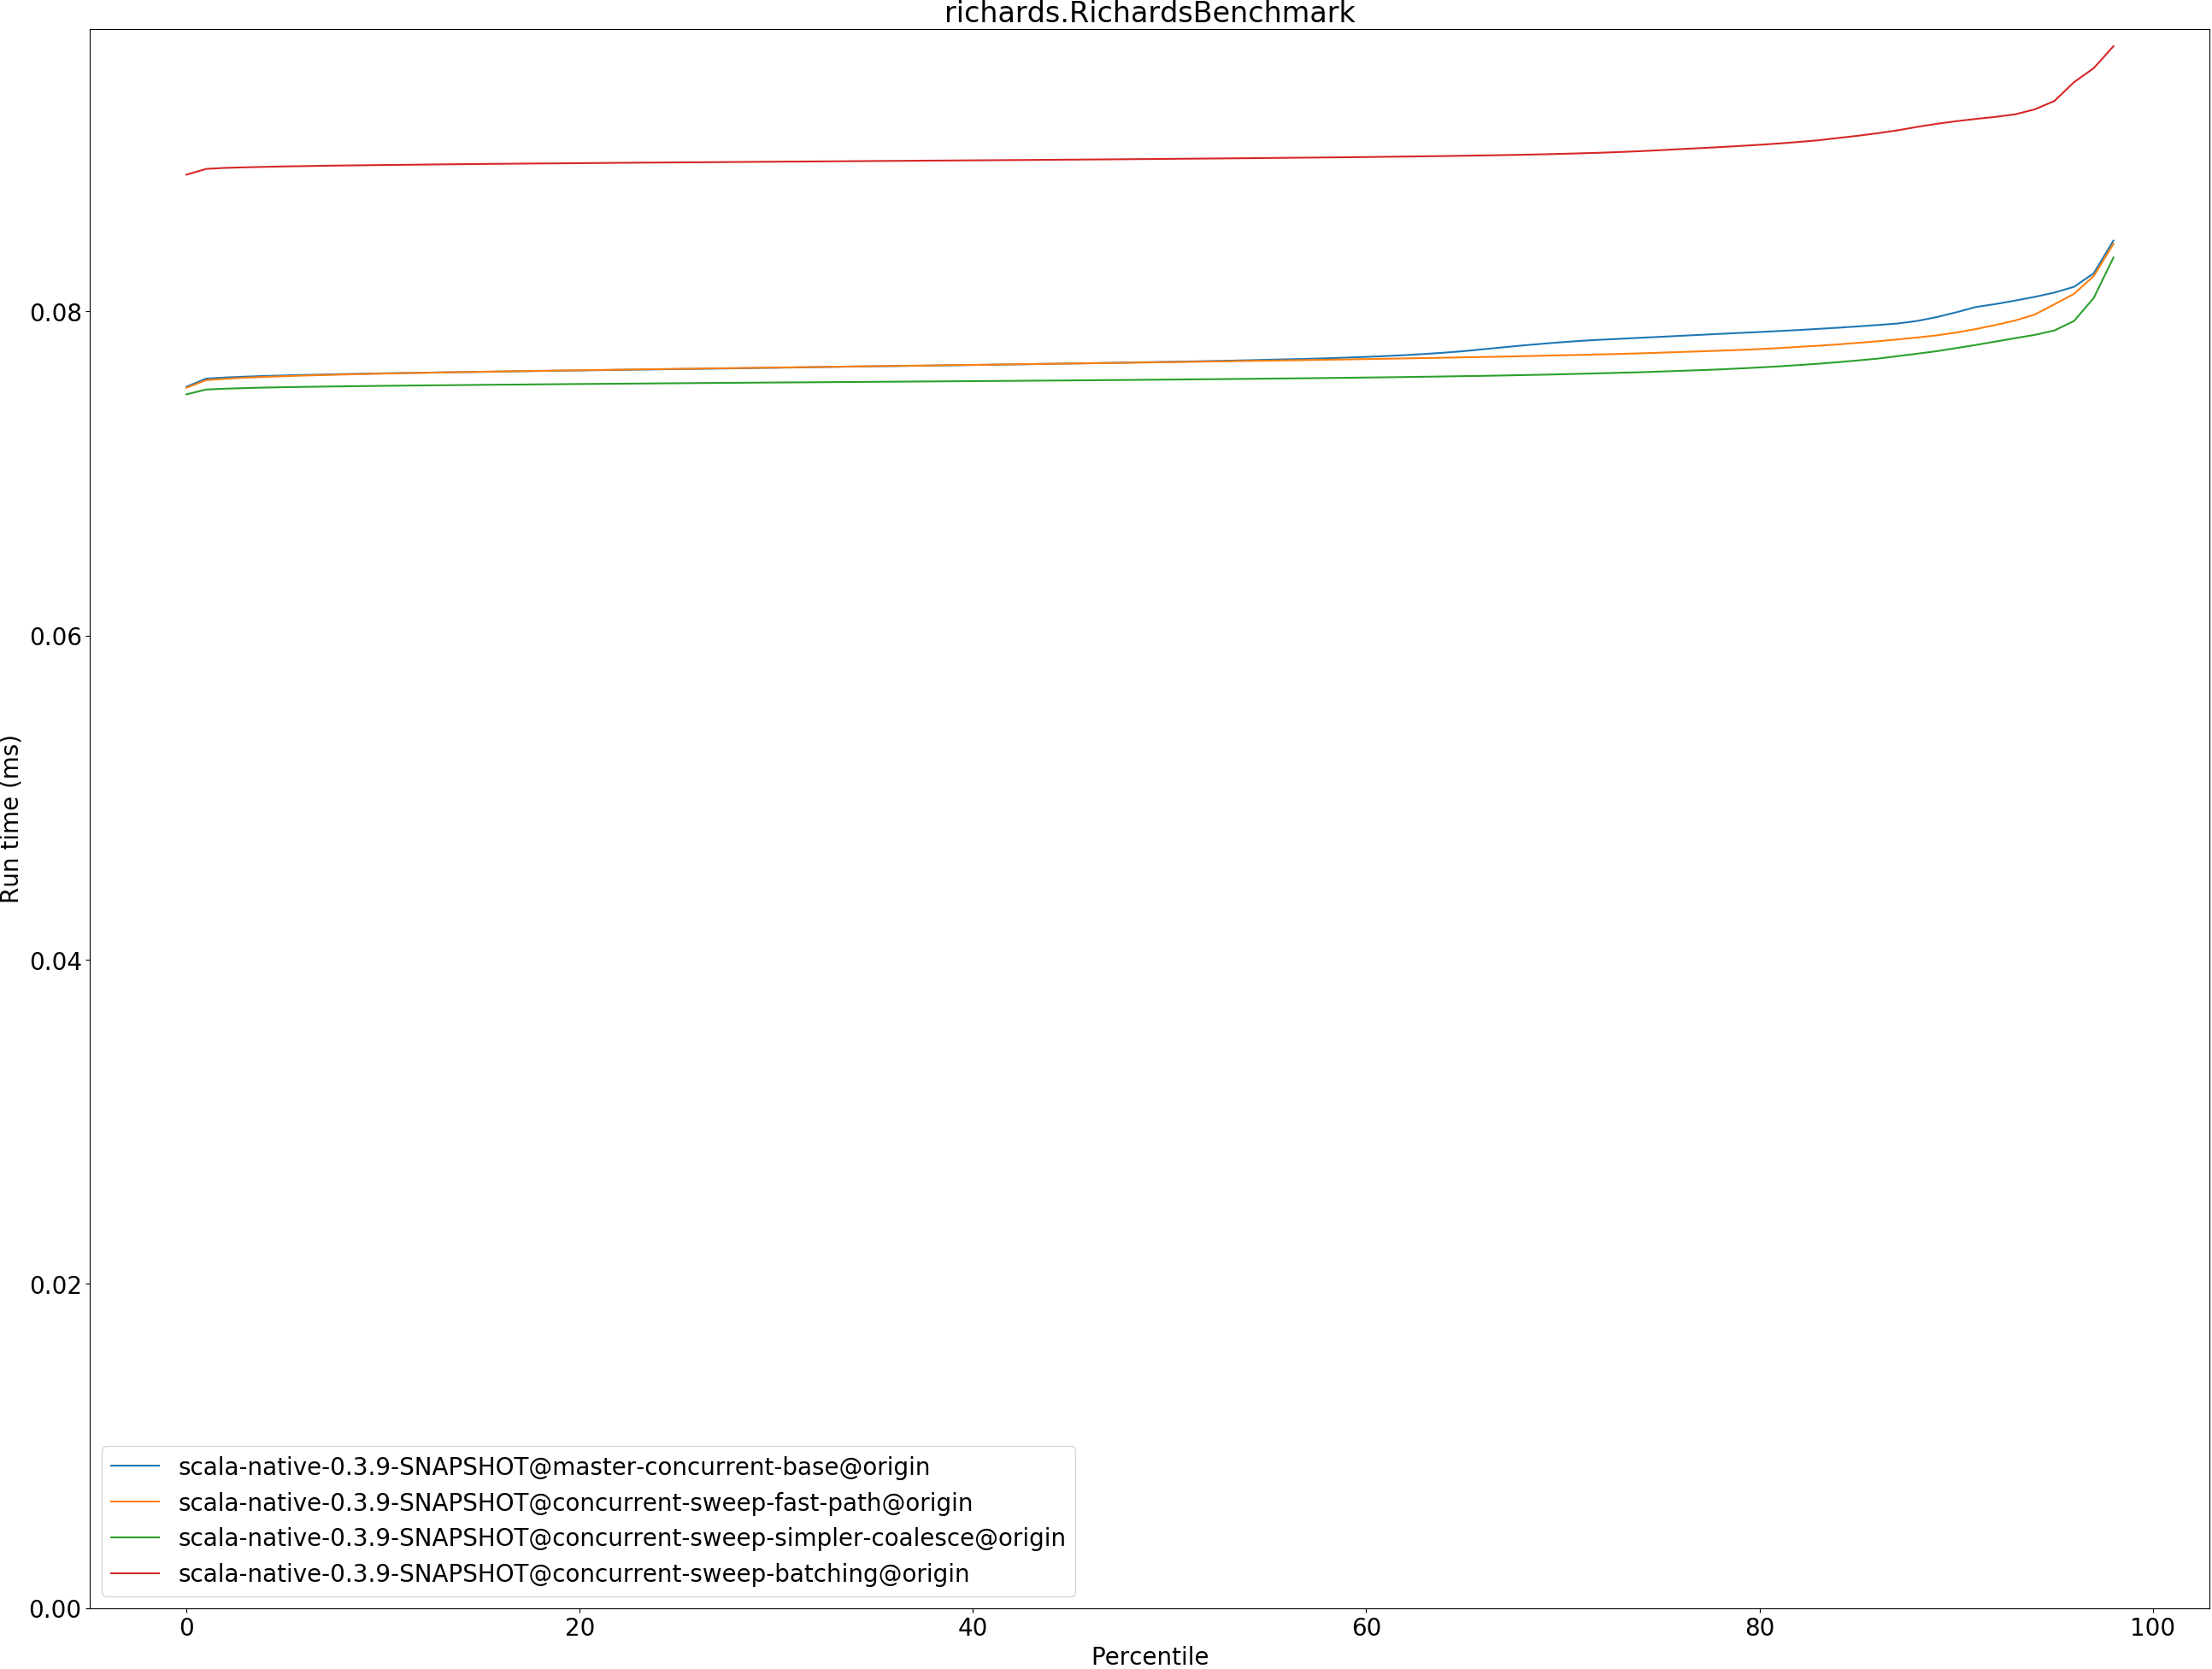 richards.RichardsBenchmark
Run time (ms)
0.08
0.06
0.04
0.02
0.00
scala-native-0.3.9-SNAPSHOT@master-concurrent-base@origin
scala-native-0.3.9-SNAPSHOT@concurrent-sweep-fast-path@origin
scala-native-0.3.9-SNAPSHOT@concurrent-sweep-simpler-coalesce@origin
scala-native-0.3.9-SNAPSHOT@concurrent-sweep-batching@origin
0 20 40 60 80 100
Percentile